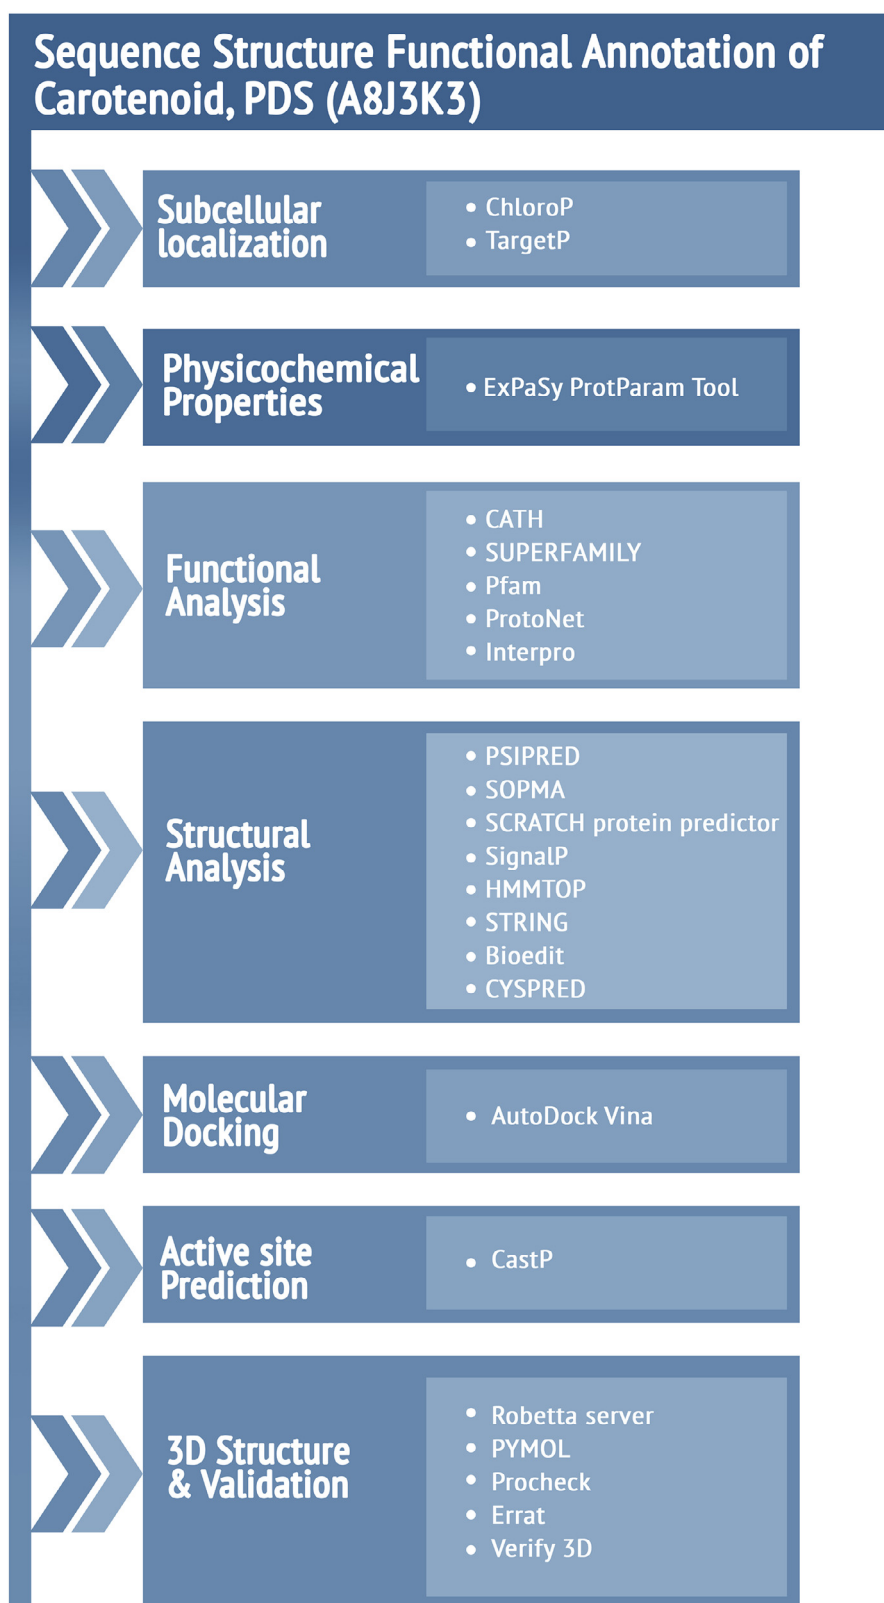 Sequence Structure Functional Annotation of
Carotenoid, PDS (A8J3K3)
Subcellular
localization
• ChloroP
• TargetP
Physicochemical
Properties
• ExPaSy ProtParam Tool
Functional
Analysis
• CATH
• SUPERFAMILY
• Pfam
• ProtoNet
• Interpro
Structural
Analysis
• PSIPRED
• SOPMA
• SCRATCH protein predictor
• SignalP
• HMMTOP
• STRING
• Bioedit
• CYSPRED
Molecular
Docking
• AutoDock Vina
Active site
Prediction
• CastP
3D Structure
& Validation
• Robetta server
• PYMOL
• Procheck
• Errat
• Verify 3D